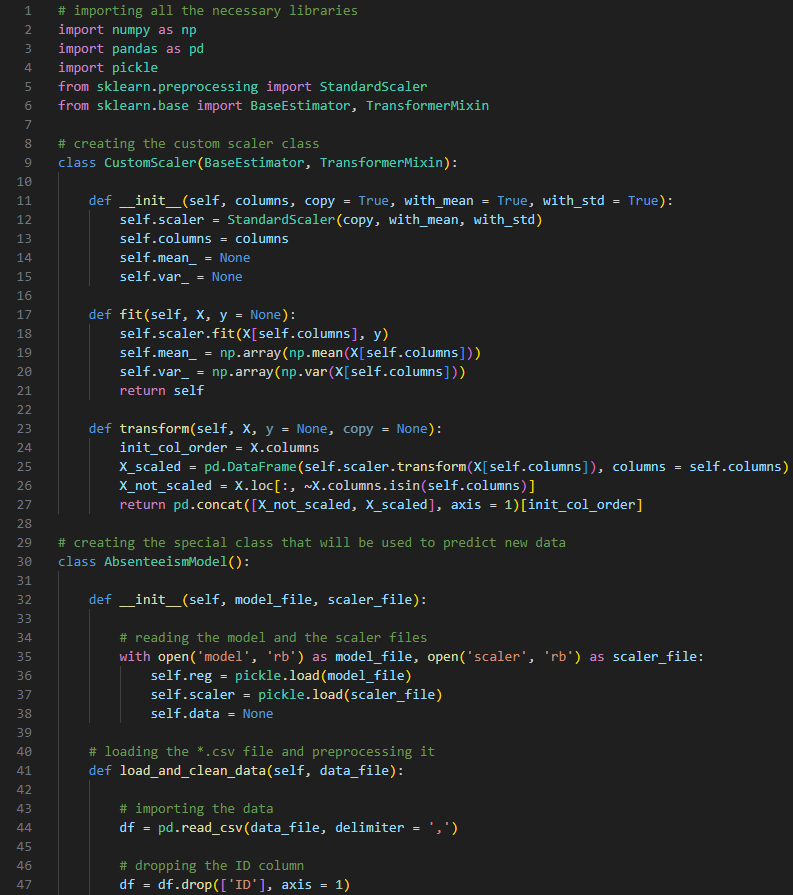 1 # importing all the necessary libraries
2 import numpy as np
3 import pandas as pd
4 import pickle
5 from sklearn.preprocessing import StandardScaler
6 from sklearn.base import BaseEstimator, TransformerMixin
7
8 # creating the custom scaler class
9 class CustomScaler(BaseEstimator, TransformerMixin):
10
11     def __init__(self, columns, copy = True, with_mean = True, with_std = True):
12         self.scaler = StandardScaler(copy, with_mean, with_std)
13         self.columns = columns
14         self.mean_ = None
15         self.var_ = None
16
17     def fit(self, X, y = None):
18         self.scaler.fit(X[self.columns], y)
19         self.mean_ = np.array(np.mean(X[self.columns]))
20         self.var_ = np.array(np.var(X[self.columns]))
21         return self
22
23     def transform(self, X, y = None, copy = None):
24         init_col_order = X.columns
25         X_scaled = pd.DataFrame(self.scaler.transform(X[self.columns]), columns = self.columns)
26         X_not_scaled = X.loc[:, ~X.columns.isin(self.columns)]
27         return pd.concat([X_not_scaled, X_scaled], axis = 1)[init_col_order]
28
29 # creating the special class that will be used to predict new data
30 class AbsenteeismModel():
31
32     def __init__(self, model_file, scaler_file):
33
34         # reading the model and the scaler files
35         with open('model', 'rb') as model_file, open('scaler', 'rb') as scaler_file:
36             self.reg = pickle.load(model_file)
37             self.scaler = pickle.load(scaler_file)
38             self.data = None
39
40     # loading the *.csv file and preprocessing it
41     def load_and_clean_data(self, data_file):
42
43         # importing the data
44         df = pd.read_csv(data_file, delimiter = ',')
45
46         # dropping the ID column
47         df = df.drop(['ID'], axis = 1)